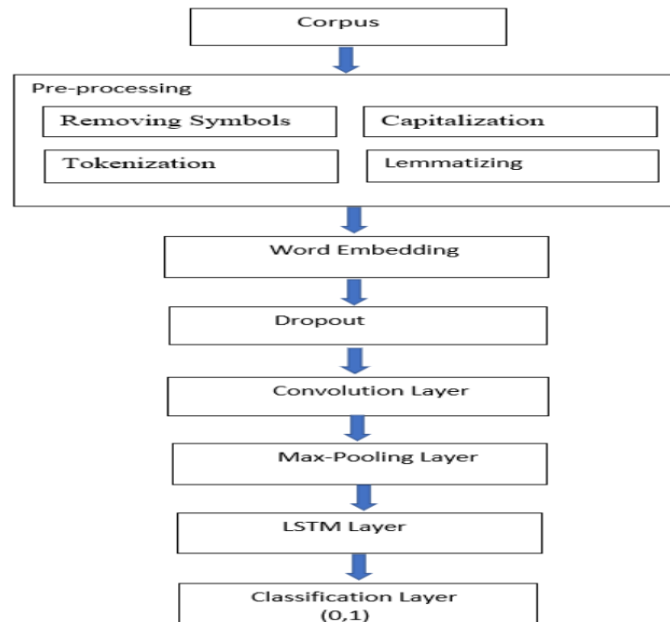 Corpus
Pre-processing
Removing Symbols
Capitalization
Tokenization
Lemmatizing
Word Embedding
Dropout
Convolution Layer
Max-Pooling Layer
LSTM Layer
Classification Layer
(0,1)